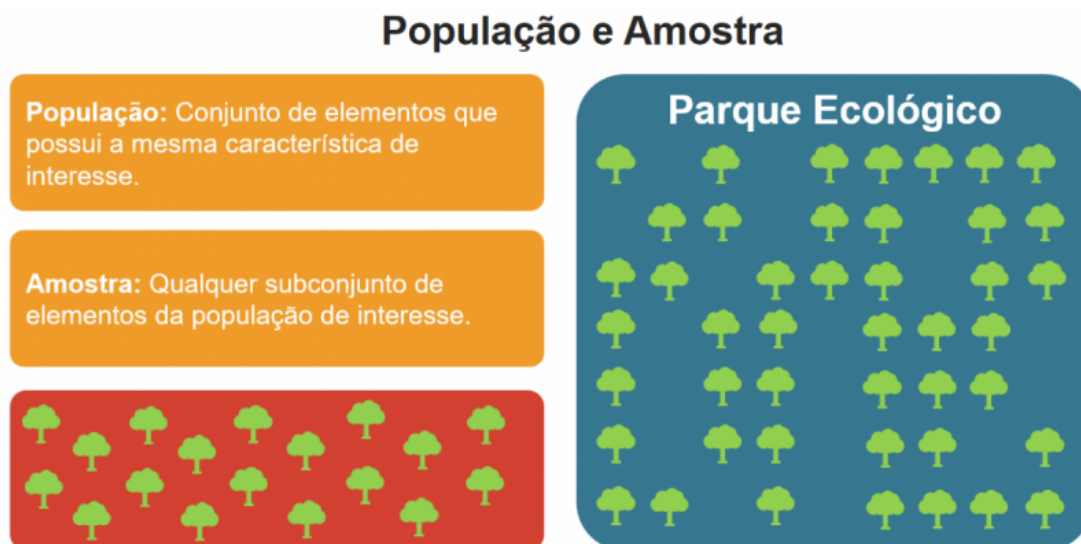 População e Amostra
População: Conjunto de elementos que
possui a mesma característica de
interesse.
Amostra: Qualquer subconjunto de
elementos da população de interesse.
Parque Ecológico